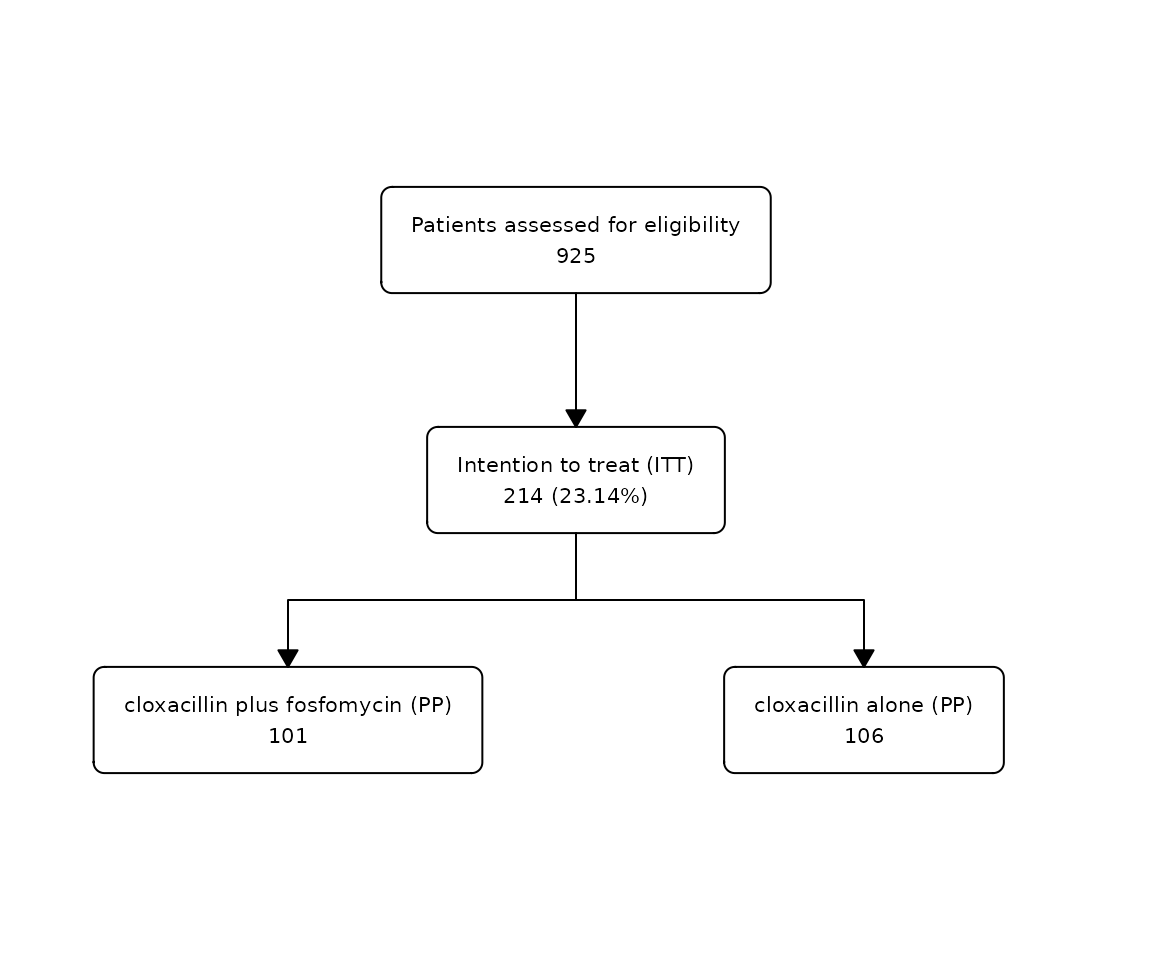 Patients assessed for eligibility
925
Intention to treat (ITT)
214 (23.14%)
cloxacillin plus fosfomycin (PP)
101
cloxacillin alone (PP)
106